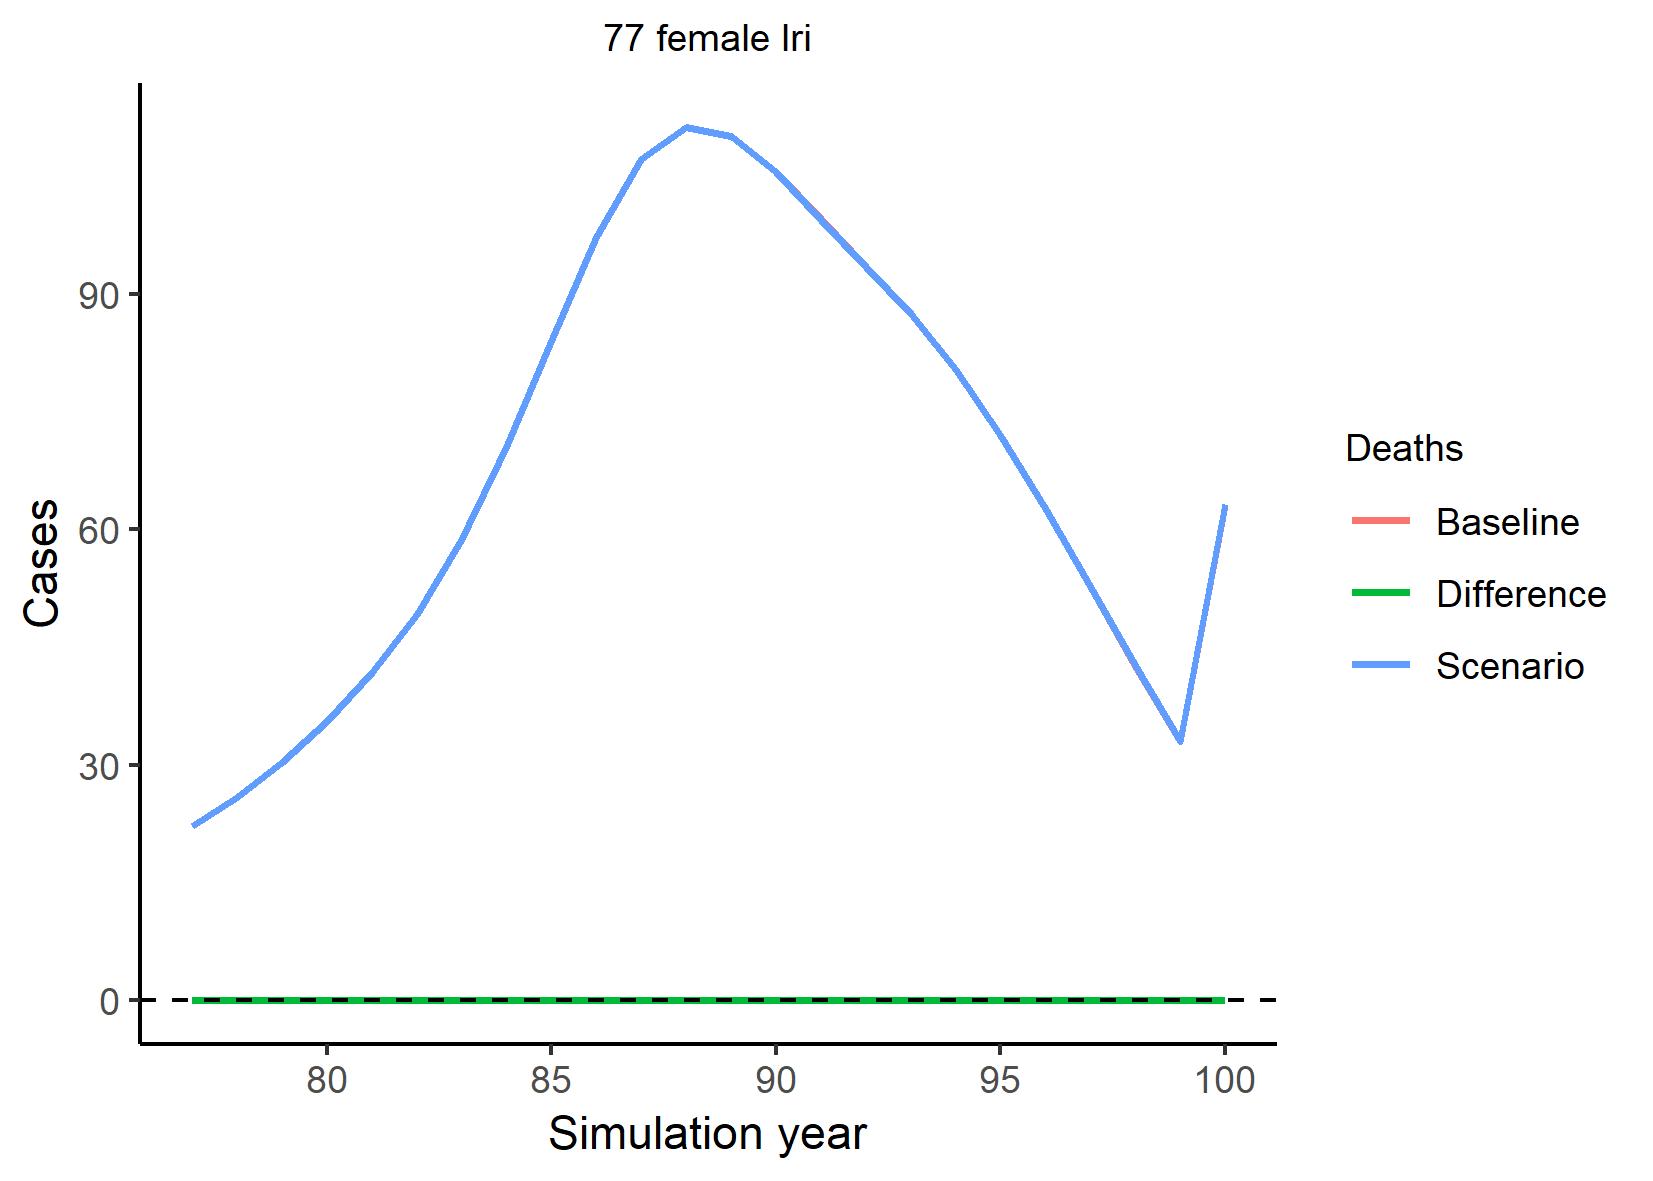 77 female lri
Cases
90
60
30
0
80 85 90 95 100
Simulation year
Deaths
Baseline
Difference
Scenario